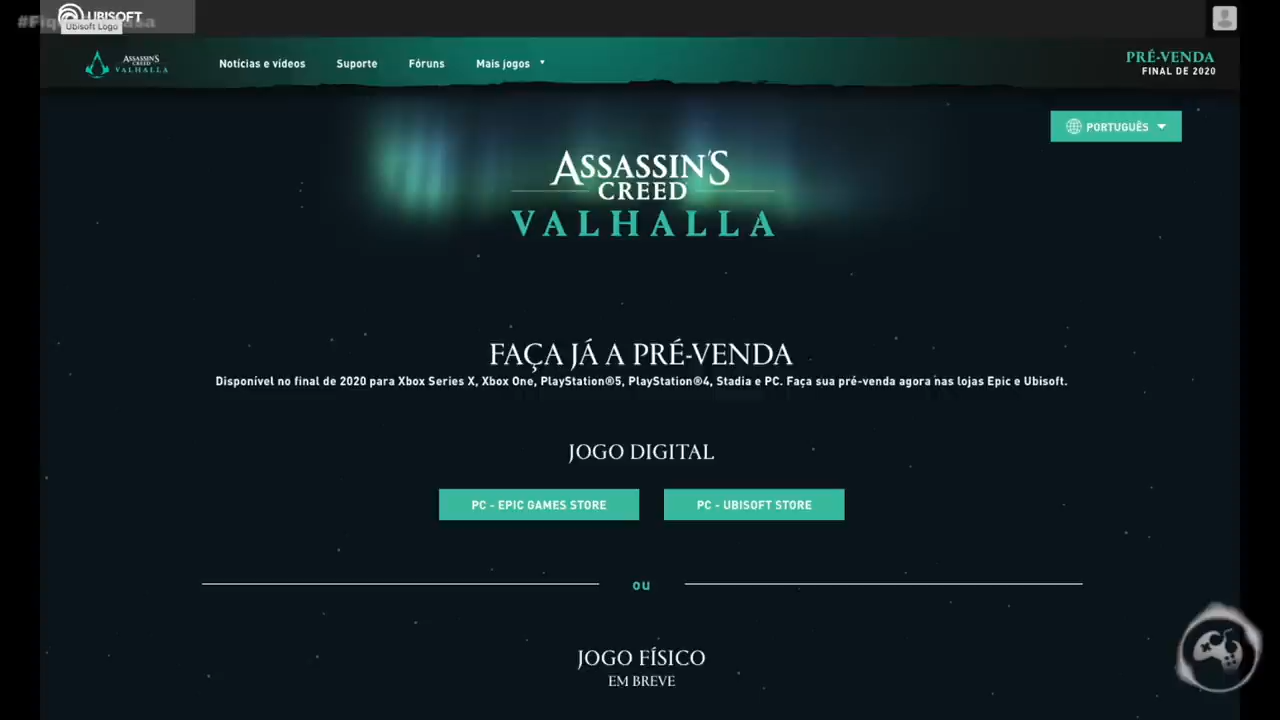 UBISOFT
Ubisoft Logo
ASSASSIN'S
CREED
VALHALLA
Notícias e vídeos
Suporte
Fóruns
Mais jogos
PRÉ-VENDA
FINAL DE 2020
PORTUGUÊS
ASSASSIN'S
CREED
VALHALLA
FAÇA JÁ A PRÉ-VENDA
Disponível no final de 2020 para Xbox Series X, Xbox One, PlayStation®5, PlayStation®4, Stadia e PC. Faça sua pré-venda agora nas lojas Epic e Ubisoft.
JOGO DIGITAL
PC - EPIC GAMES STORE
PC - UBISOFT STORE
ou
JOGO FÍSICO
EM BREVE